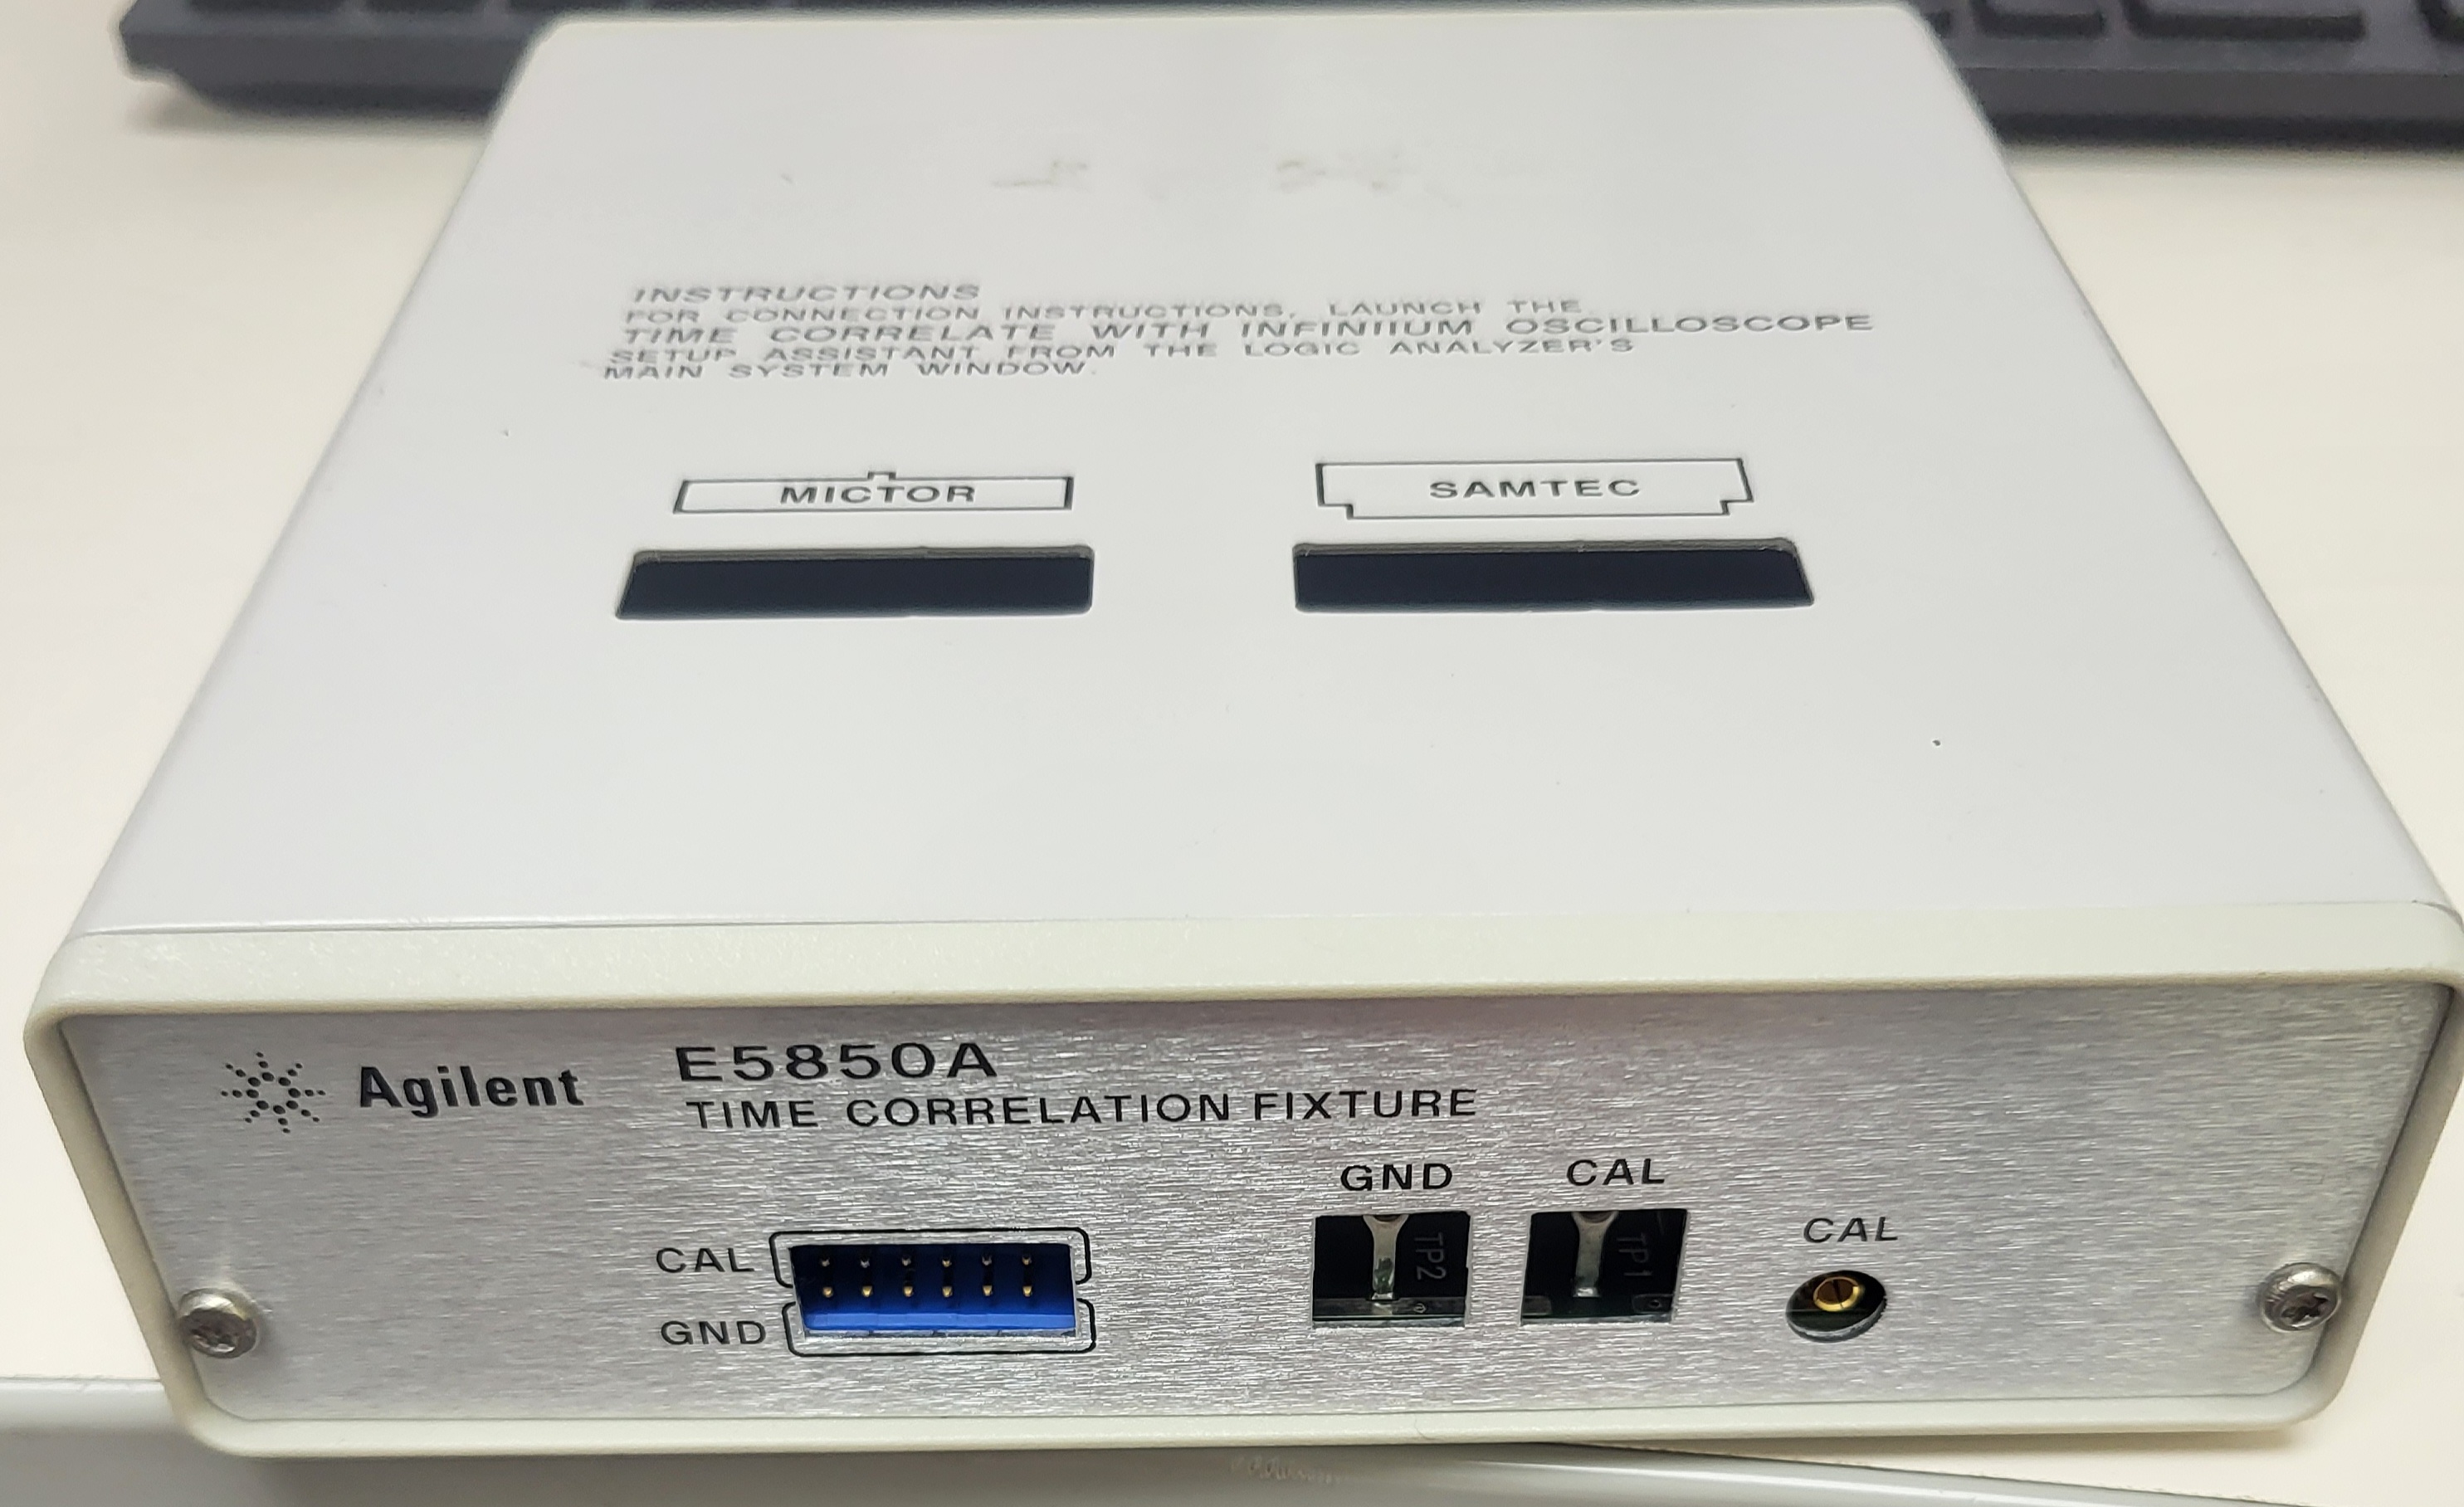 INSTRUCTIONS
FOR CONNECTION INSTRUCTIONS, LAUNCH THE
TIME CORRELATE WITH INFINIIUM OSCILLOSCOPE
SETUP ASSISTANT FROM THE LOGIC ANALYZER'S
MAIN SYSTEM WINDOW.
MICTOR
SAMTEC
Agilent
E5850A
TIME CORRELATION FIXTURE
GND
CAL
CAL
CAL
GND
TP2
TP1